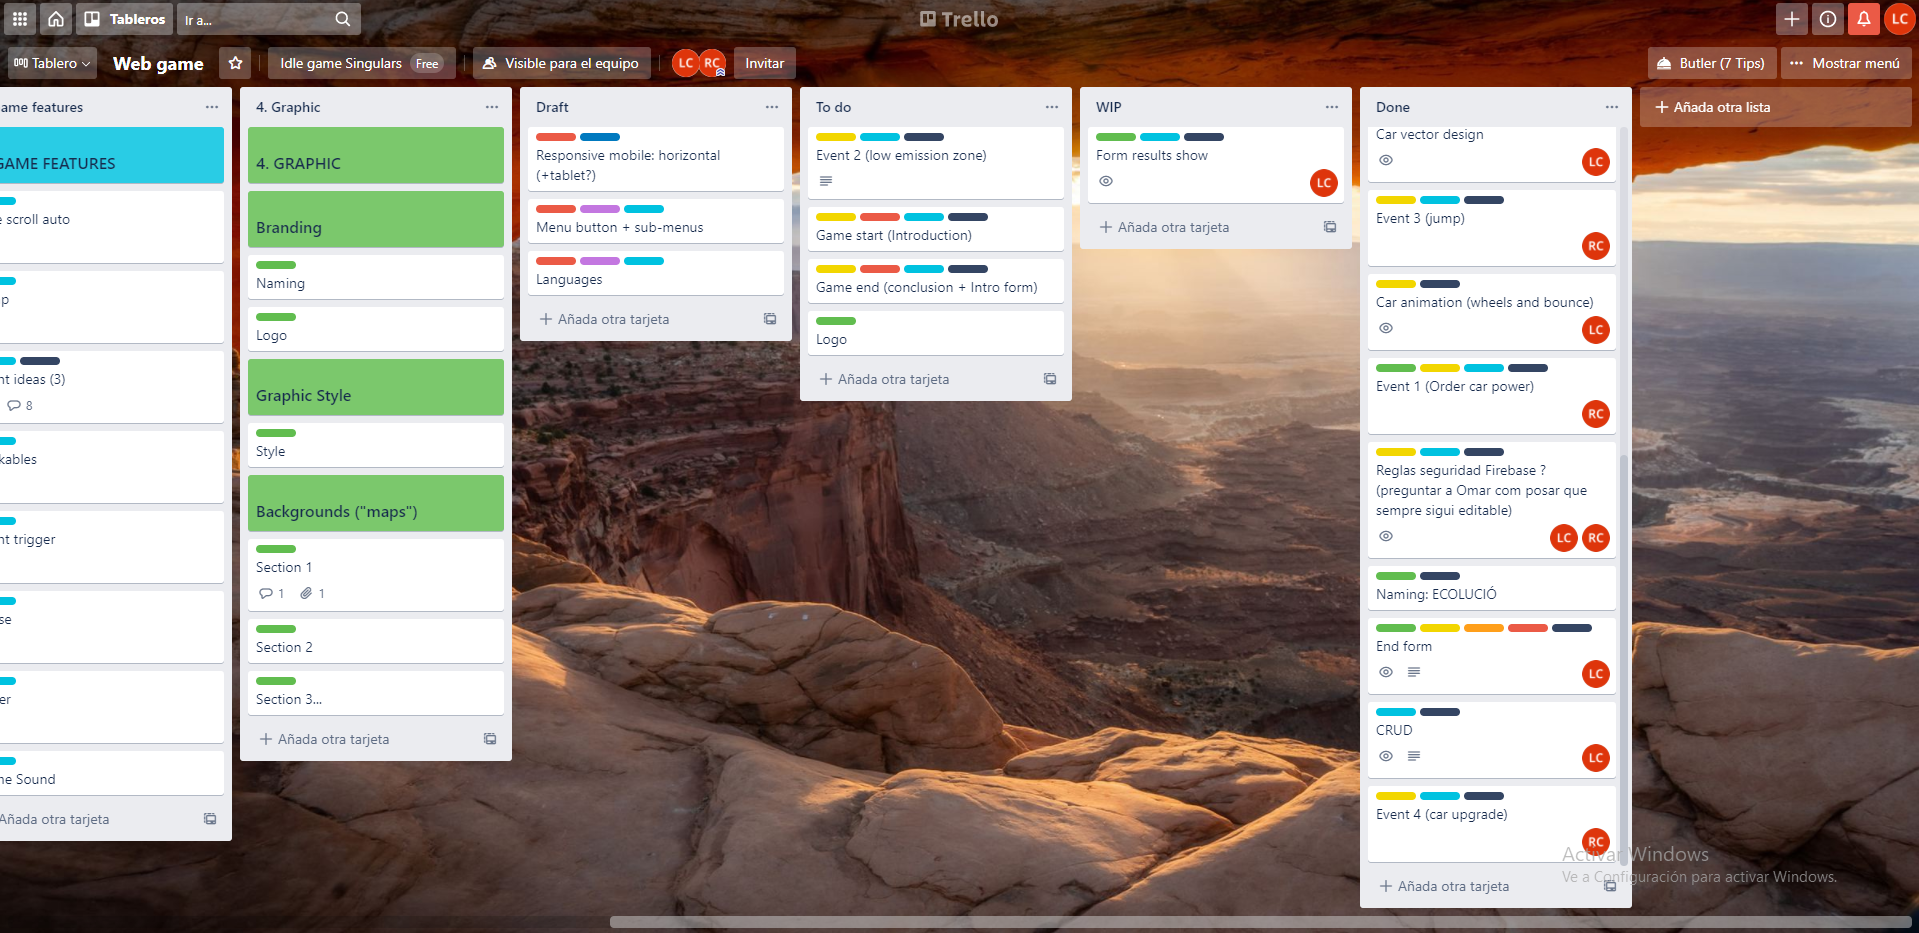 Tableros
Ir a...
Trello
LC
Tablero
Web game
Idle game Singulars Free
Visible para el equipo
LC RC
Invitar
Butler (7 Tips)
Mostrar menú
ame features
GAME FEATURES
scroll auto
p
nt ideas (3)
8
kables
nt trigger
se
er
ne Sound
Añada otra tarjeta
4. Graphic
4. GRAPHIC
Branding
Naming
Logo
Graphic Style
Style
Backgrounds ("maps")
Section 1
1 1
Section 2
Section 3...
Añada otra tarjeta
Draft
Responsive mobile: horizontal
(+tablet?)
Menu button + sub-menus
Languages
Añada otra tarjeta
To do
Event 2 (low emission zone)
Game start (Introduction)
Game end (conclusion + Intro form)
Logo
Añada otra tarjeta
WIP
Form results show
LC
Añada otra tarjeta
Done
Car vector design
LC
Event 3 (jump)
RC
Car animation (wheels and bounce)
LC
Event 1 (Order car power)
RC
Reglas seguridad Firebase ?
(preguntar a Omar com posar que
sempre sigui editable)
LC RC
Naming: ECOLUCIÓ
End form
LC
CRUD
LC
Event 4 (car upgrade)
RC
Añada otra tarjeta
Añada otra lista
Activar Windows
Ve a Configuración para activar Windows.